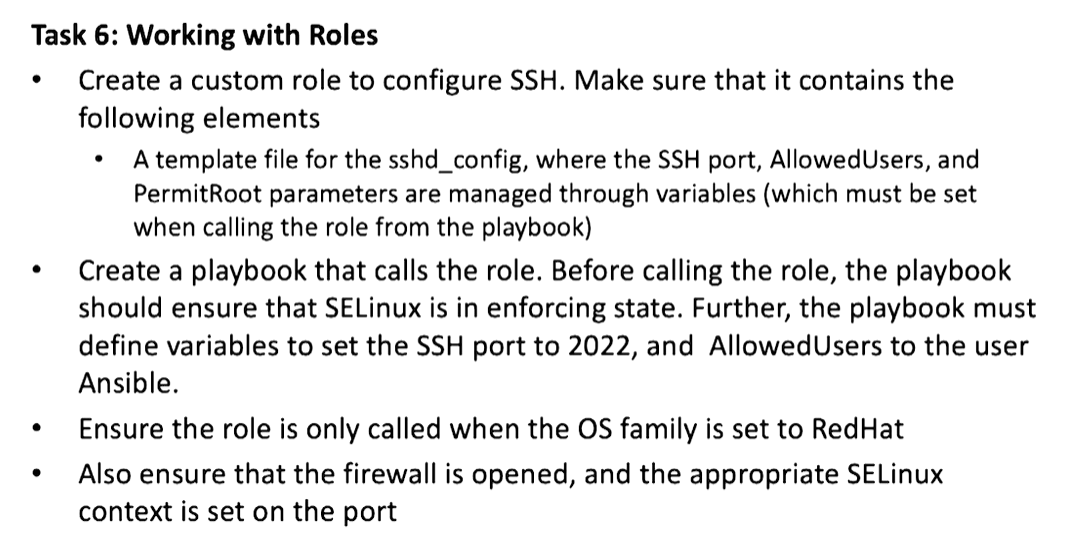 Task 6: Working with Roles
• Create a custom role to configure SSH. Make sure that it contains the
following elements
• A template file for the sshd_config, where the SSH port, AllowedUsers, and
PermitRoot parameters are managed through variables (which must be set
when calling the role from the playbook)
• Create a playbook that calls the role. Before calling the role, the playbook
should ensure that SELinux is in enforcing state. Further, the playbook must
define variables to set the SSH port to 2022, and  AllowedUsers to the user
Ansible.
• Ensure the role is only called when the OS family is set to RedHat
• Also ensure that the firewall is opened, and the appropriate SELinux
context is set on the port